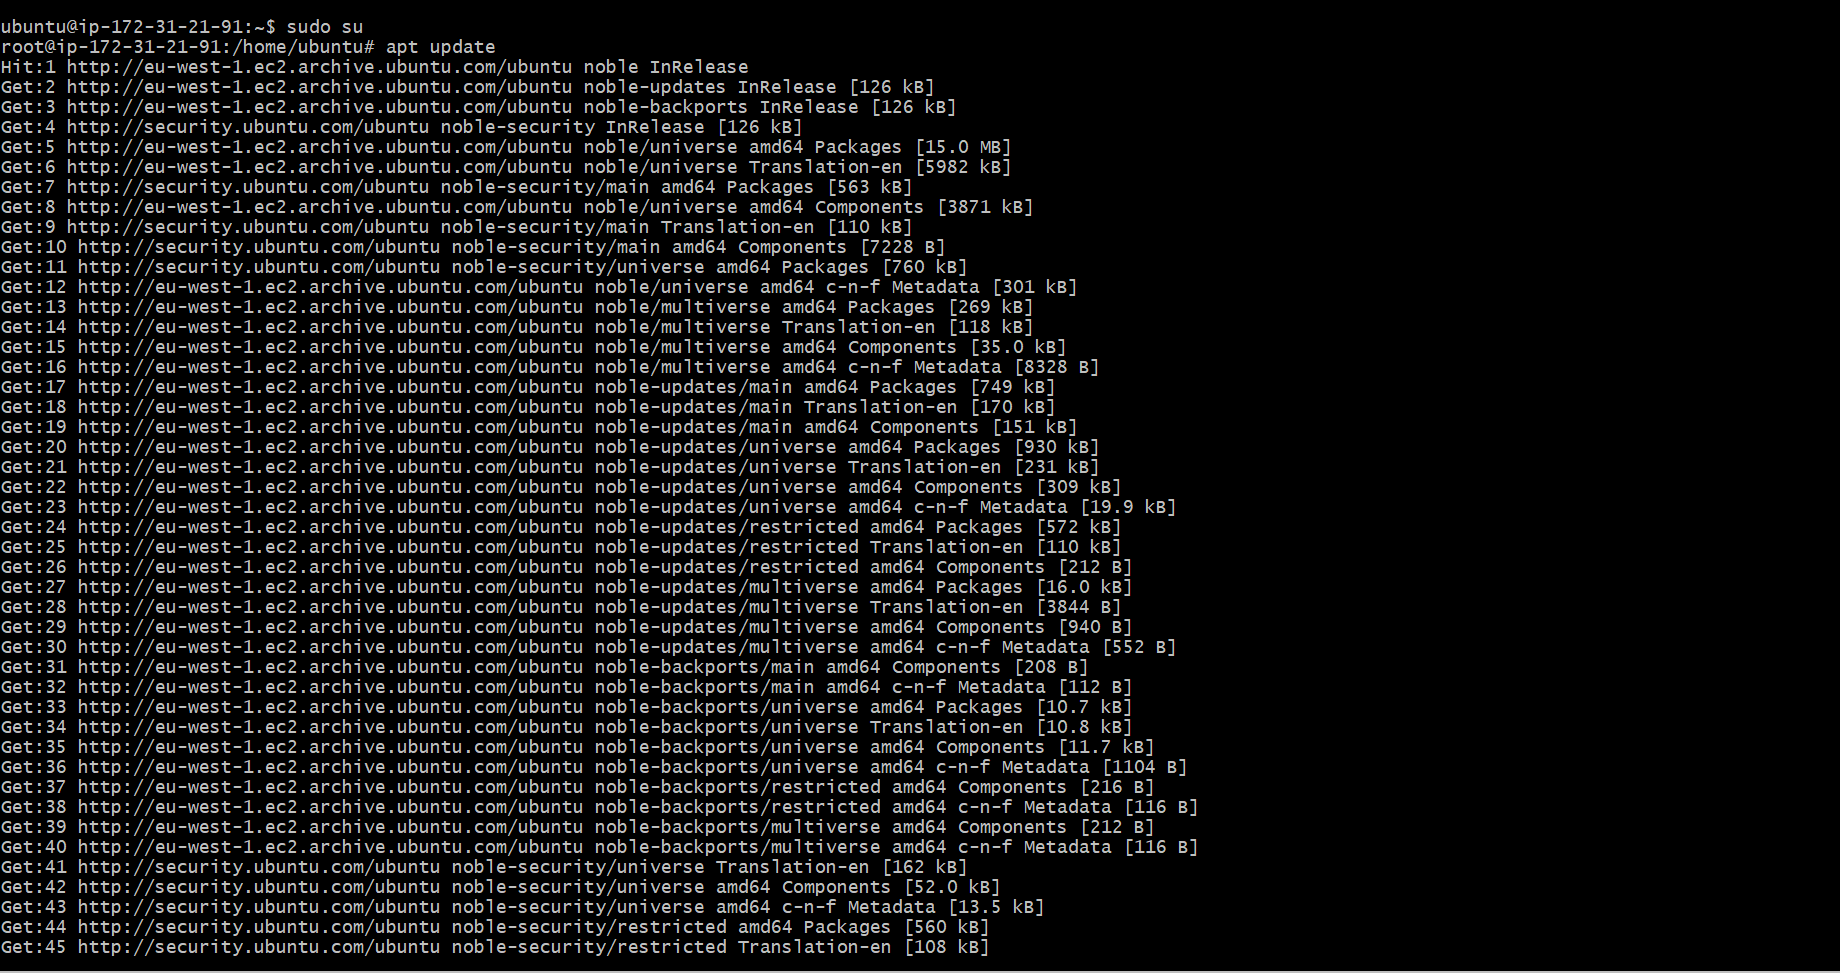 ubuntu@ip-172-31-21-91:~$ sudo su
root@ip-172-31-21-91:/home/ubuntu# apt update
Hit:1 http://eu-west-1.ec2.archive.ubuntu.com/ubuntu noble InRelease
Get:2 http://eu-west-1.ec2.archive.ubuntu.com/ubuntu noble-updates InRelease [126 kB]
Get:3 http://eu-west-1.ec2.archive.ubuntu.com/ubuntu noble-backports InRelease [126 kB]
Get:4 http://security.ubuntu.com/ubuntu noble-security InRelease [126 kB]
Get:5 http://eu-west-1.ec2.archive.ubuntu.com/ubuntu noble/universe amd64 Packages [15.0 MB]
Get:6 http://eu-west-1.ec2.archive.ubuntu.com/ubuntu noble/universe Translation-en [5982 kB]
Get:7 http://security.ubuntu.com/ubuntu noble-security/main amd64 Packages [563 kB]
Get:8 http://eu-west-1.ec2.archive.ubuntu.com/ubuntu noble/universe amd64 Components [3871 kB]
Get:9 http://security.ubuntu.com/ubuntu noble-security/main Translation-en [110 kB]
Get:10 http://security.ubuntu.com/ubuntu noble-security/main amd64 Components [7228 B]
Get:11 http://security.ubuntu.com/ubuntu noble-security/universe amd64 Packages [760 kB]
Get:12 http://eu-west-1.ec2.archive.ubuntu.com/ubuntu noble/universe amd64 c-n-f Metadata [301 kB]
Get:13 http://eu-west-1.ec2.archive.ubuntu.com/ubuntu noble/multiverse amd64 Packages [269 kB]
Get:14 http://eu-west-1.ec2.archive.ubuntu.com/ubuntu noble/multiverse Translation-en [118 kB]
Get:15 http://eu-west-1.ec2.archive.ubuntu.com/ubuntu noble/multiverse amd64 Components [35.0 kB]
Get:16 http://eu-west-1.ec2.archive.ubuntu.com/ubuntu noble/multiverse amd64 c-n-f Metadata [8328 B]
Get:17 http://eu-west-1.ec2.archive.ubuntu.com/ubuntu noble-updates/main amd64 Packages [749 kB]
Get:18 http://eu-west-1.ec2.archive.ubuntu.com/ubuntu noble-updates/main Translation-en [170 kB]
Get:19 http://eu-west-1.ec2.archive.ubuntu.com/ubuntu noble-updates/main amd64 Components [151 kB]
Get:20 http://eu-west-1.ec2.archive.ubuntu.com/ubuntu noble-updates/universe amd64 Packages [930 kB]
Get:21 http://eu-west-1.ec2.archive.ubuntu.com/ubuntu noble-updates/universe Translation-en [231 kB]
Get:22 http://eu-west-1.ec2.archive.ubuntu.com/ubuntu noble-updates/universe amd64 Components [309 kB]
Get:23 http://eu-west-1.ec2.archive.ubuntu.com/ubuntu noble-updates/universe amd64 c-n-f Metadata [19.9 kB]
Get:24 http://eu-west-1.ec2.archive.ubuntu.com/ubuntu noble-updates/restricted amd64 Packages [572 kB]
Get:25 http://eu-west-1.ec2.archive.ubuntu.com/ubuntu noble-updates/restricted Translation-en [110 kB]
Get:26 http://eu-west-1.ec2.archive.ubuntu.com/ubuntu noble-updates/restricted amd64 Components [212 B]
Get:27 http://eu-west-1.ec2.archive.ubuntu.com/ubuntu noble-updates/multiverse amd64 Packages [16.0 kB]
Get:28 http://eu-west-1.ec2.archive.ubuntu.com/ubuntu noble-updates/multiverse Translation-en [3844 B]
Get:29 http://eu-west-1.ec2.archive.ubuntu.com/ubuntu noble-updates/multiverse amd64 Components [940 B]
Get:30 http://eu-west-1.ec2.archive.ubuntu.com/ubuntu noble-updates/multiverse amd64 c-n-f Metadata [552 B]
Get:31 http://eu-west-1.ec2.archive.ubuntu.com/ubuntu noble-backports/main amd64 Components [208 B]
Get:32 http://eu-west-1.ec2.archive.ubuntu.com/ubuntu noble-backports/main amd64 c-n-f Metadata [112 B]
Get:33 http://eu-west-1.ec2.archive.ubuntu.com/ubuntu noble-backports/universe amd64 Packages [10.7 kB]
Get:34 http://eu-west-1.ec2.archive.ubuntu.com/ubuntu noble-backports/universe Translation-en [10.8 kB]
Get:35 http://eu-west-1.ec2.archive.ubuntu.com/ubuntu noble-backports/universe amd64 Components [11.7 kB]
Get:36 http://eu-west-1.ec2.archive.ubuntu.com/ubuntu noble-backports/universe amd64 c-n-f Metadata [1104 B]
Get:37 http://eu-west-1.ec2.archive.ubuntu.com/ubuntu noble-backports/restricted amd64 Components [216 B]
Get:38 http://eu-west-1.ec2.archive.ubuntu.com/ubuntu noble-backports/restricted amd64 c-n-f Metadata [116 B]
Get:39 http://eu-west-1.ec2.archive.ubuntu.com/ubuntu noble-backports/multiverse amd64 Components [212 B]
Get:40 http://eu-west-1.ec2.archive.ubuntu.com/ubuntu noble-backports/multiverse amd64 c-n-f Metadata [116 B]
Get:41 http://security.ubuntu.com/ubuntu noble-security/universe Translation-en [162 kB]
Get:42 http://security.ubuntu.com/ubuntu noble-security/universe amd64 Components [52.0 kB]
Get:43 http://security.ubuntu.com/ubuntu noble-security/universe amd64 c-n-f Metadata [13.5 kB]
Get:44 http://security.ubuntu.com/ubuntu noble-security/restricted amd64 Packages [560 kB]
Get:45 http://security.ubuntu.com/ubuntu noble-security/restricted Translation-en [108 kB]